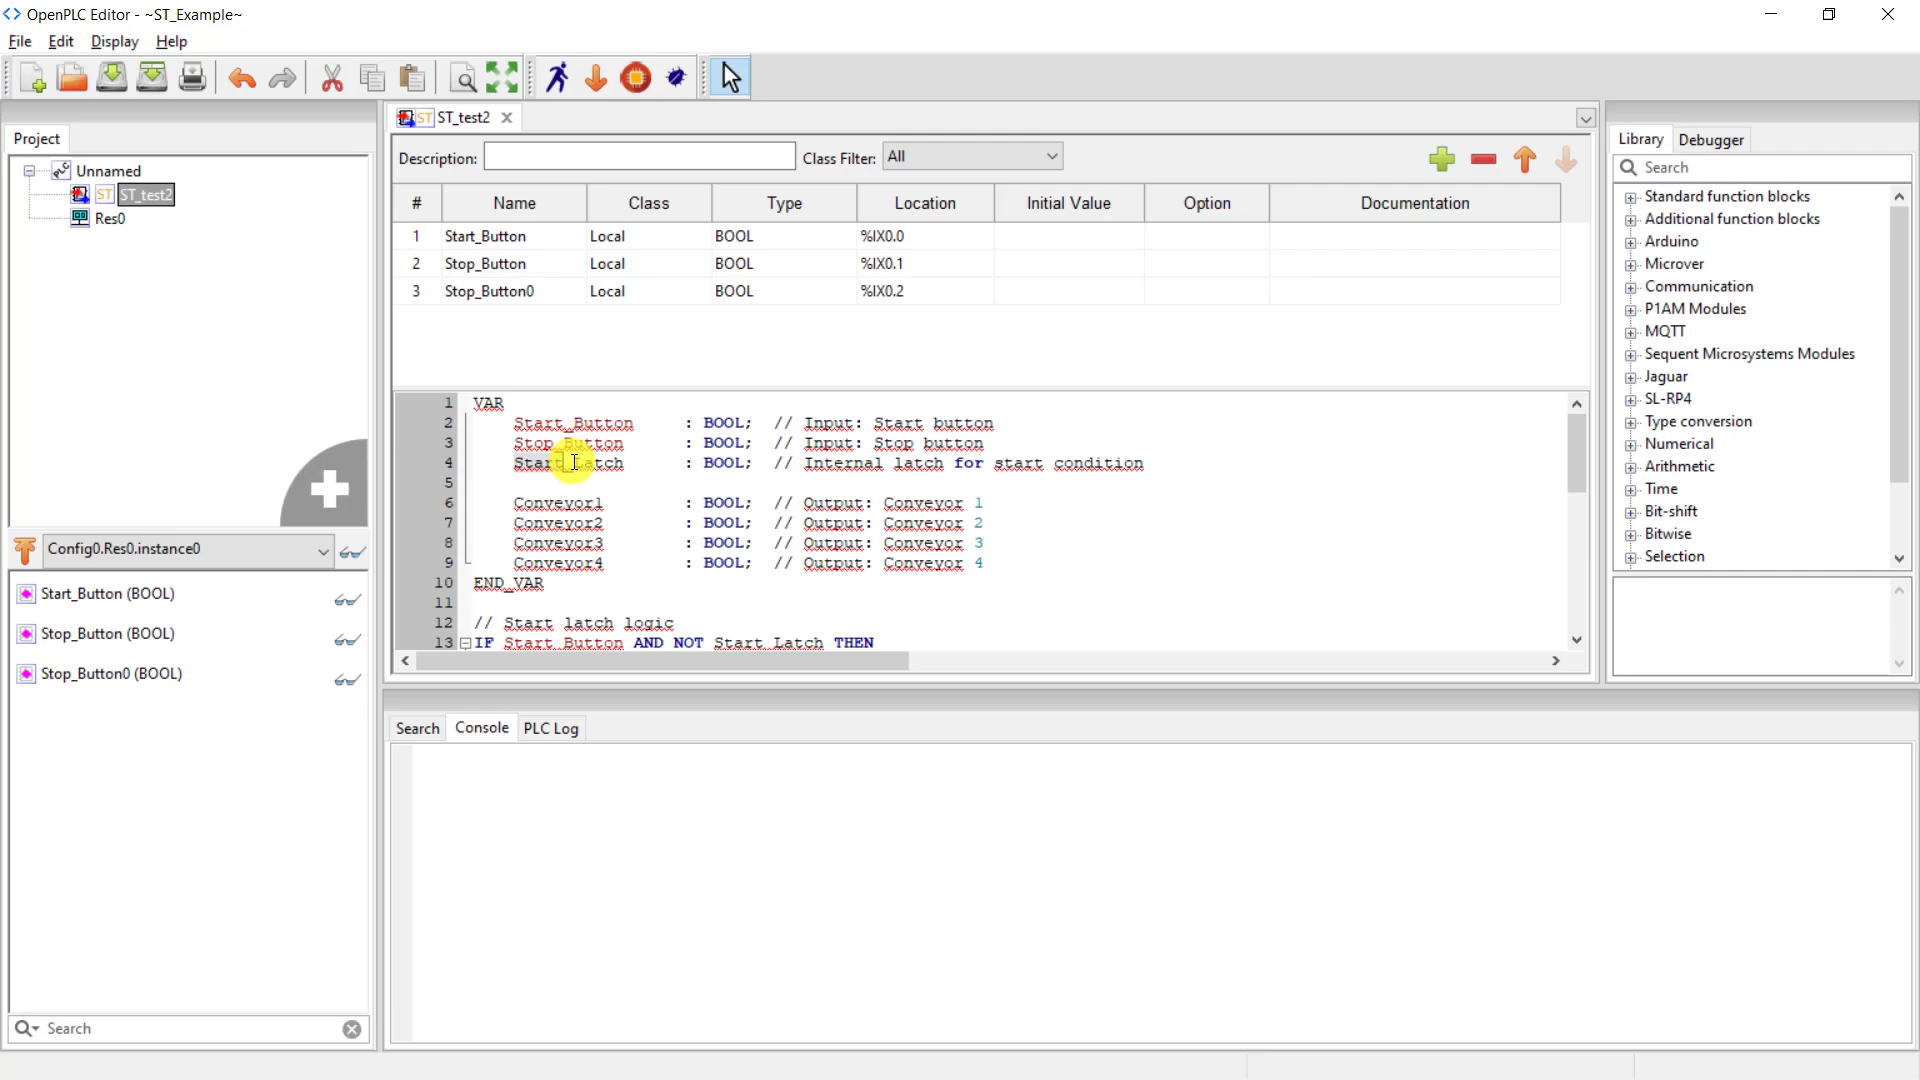 OpenPLC Editor - ~ST_Example~
File Edit Display Help
Project
Unnamed
ST ST_test2
Res0
Config0.Res0.instance0
Start_Button (BOOL)
Stop_Button (BOOL)
Stop_Button0 (BOOL)
Search
ST ST_test2
Description: Class Filter: All
# Name Class Type Location Initial Value Option Documentation
1 Start_Button Local BOOL %IX0.0
2 Stop_Button Local BOOL %IX0.1
3 Stop_Button0 Local BOOL %IX0.2
1 VAR
2 Start_Button : BOOL; // Input: Start button
3 Stop_Button : BOOL; // Input: Stop button
4 Start_Latch : BOOL; // Internal latch for start condition
5
6 Conveyor1 : BOOL; // Output: Conveyor 1
7 Conveyor2 : BOOL; // Output: Conveyor 2
8 Conveyor3 : BOOL; // Output: Conveyor 3
9 Conveyor4 : BOOL; // Output: Conveyor 4
10 END_VAR
11
12 // Start latch logic
13 IF Start_Button AND NOT Start_Latch THEN
Search Console PLC Log
Library Debugger
Search
Standard function blocks
Additional function blocks
Arduino
Microver
Communication
P1AM Modules
MQTT
Sequent Microsystems Modules
Jaguar
SL-RP4
Type conversion
Numerical
Arithmetic
Time
Bit-shift
Bitwise
Selection